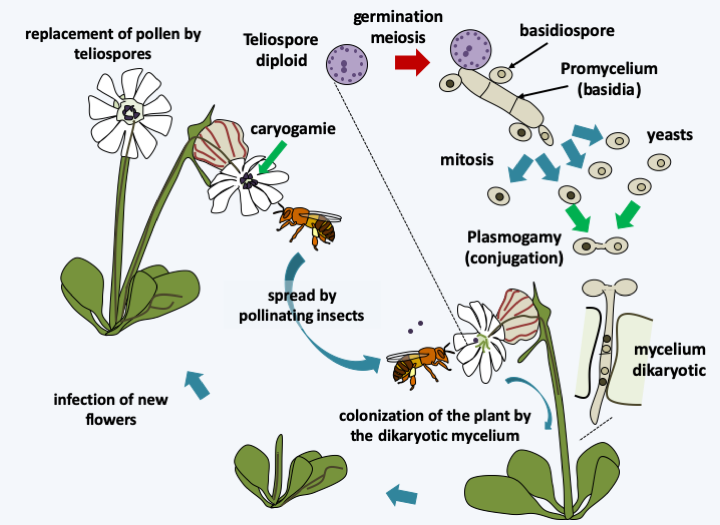 replacement of pollen by
teliospores
Teliospore
diploid
germination
meiosis
basidiospore
Promycelium
(basidia)
caryogamie
mitosis
yeasts
Plasmogamy
(conjugation)
spread by
pollinating insects
mycelium
dikaryotic
infection of new
flowers
colonization of the plant by
the dikaryotic mycelium